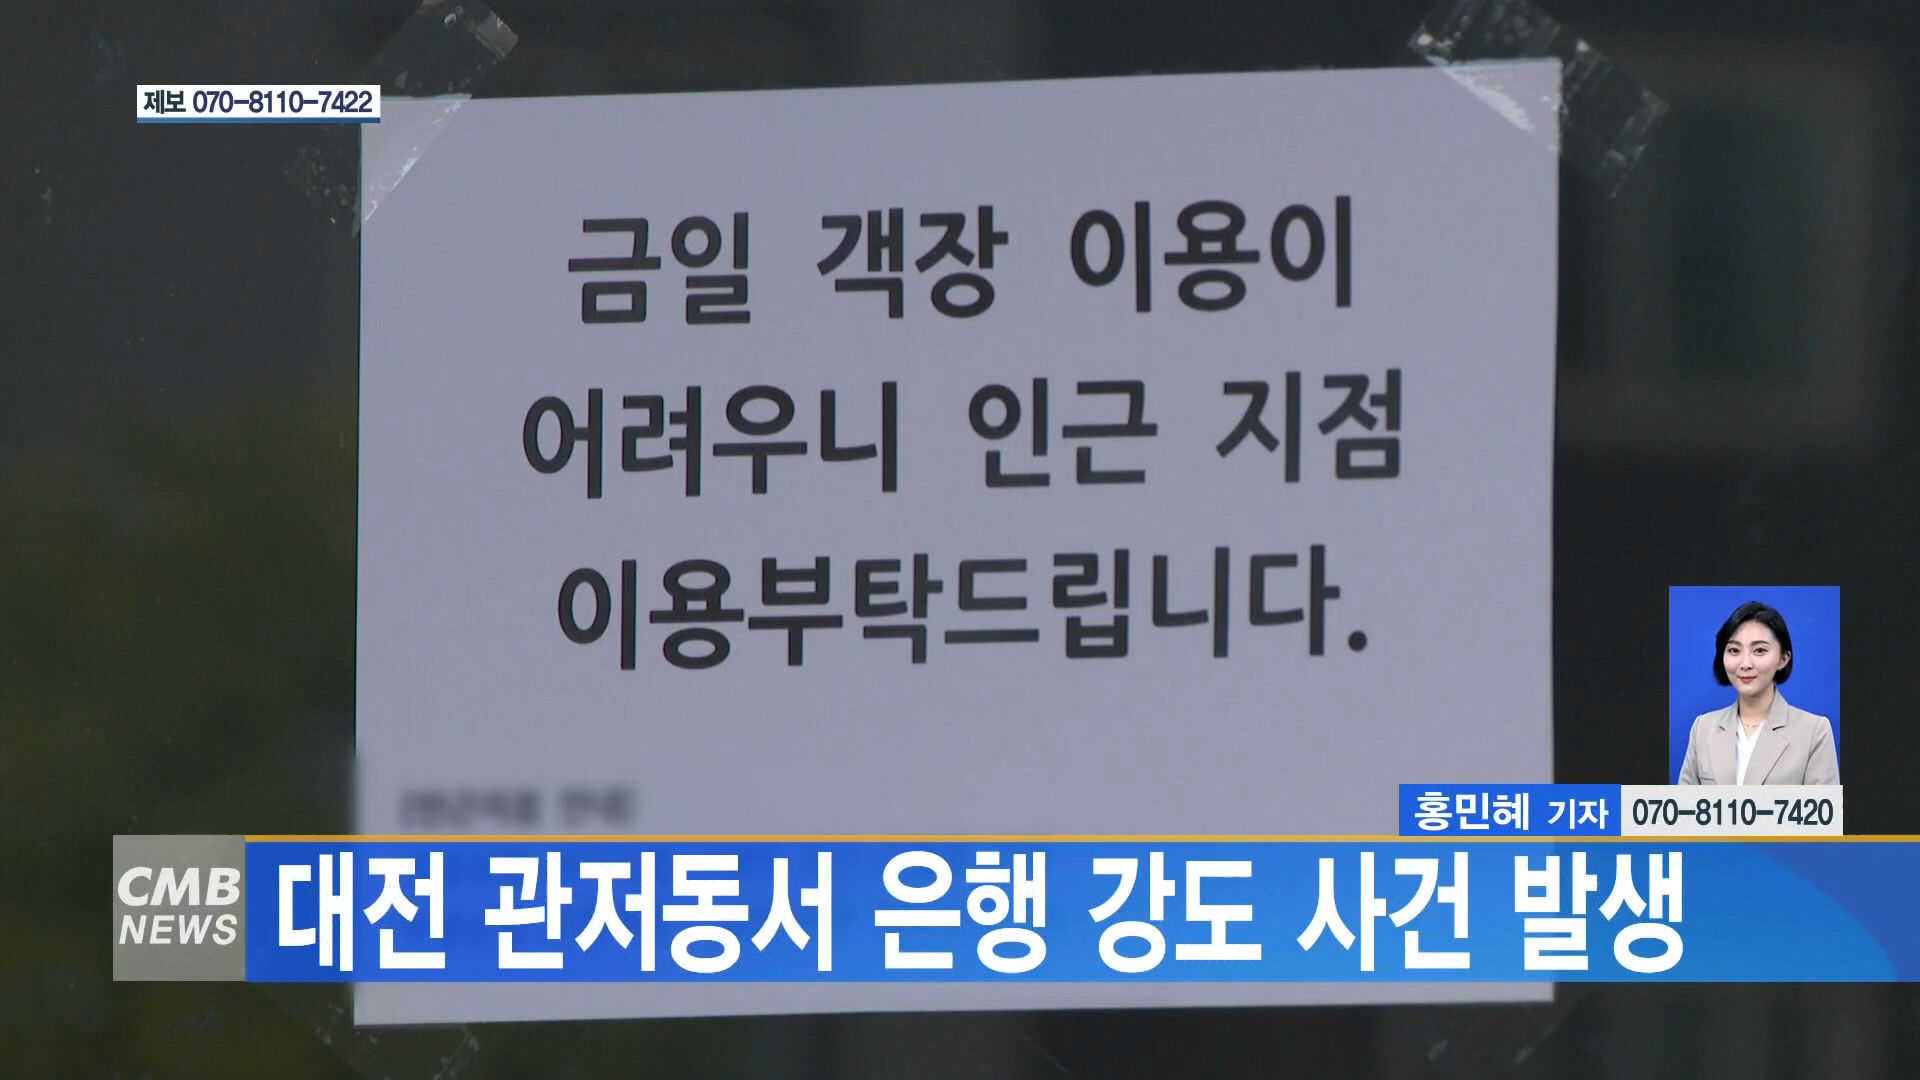 제보 070-8110-7422
금일 객장 이용이
어려우니 인근 지점
이용부탁드립니다.
홍민혜 기자 070-8110-7420
CMB
NEWS
대전 관저동서 은행 강도 사건 발생